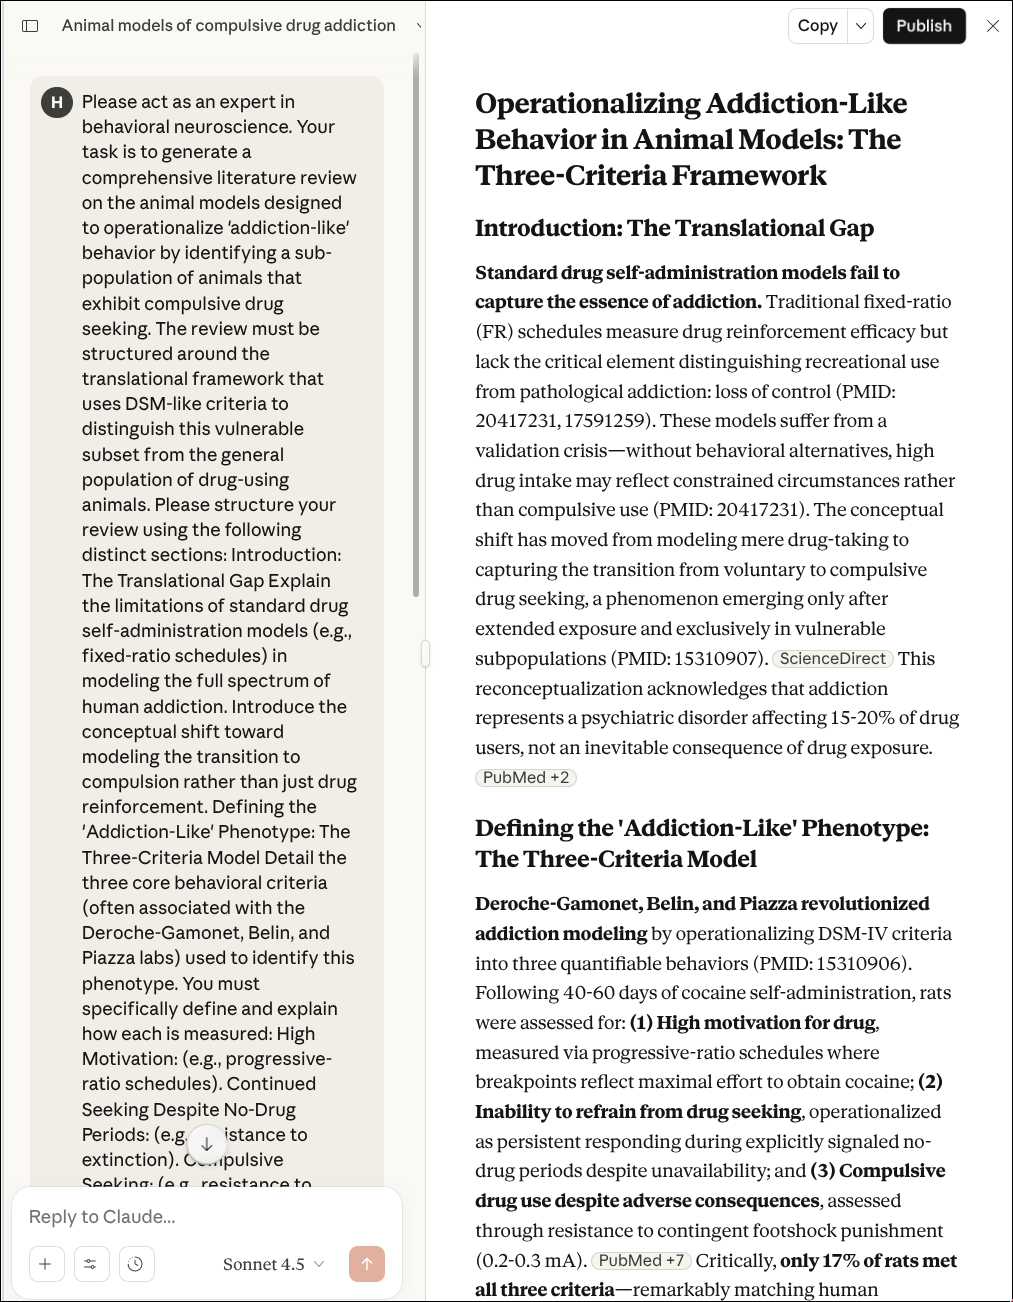 Animal models of compulsive drug addiction
H
Please act as an expert in
behavioral neuroscience. Your
task is to generate a
comprehensive literature review
on the animal models designed
to operationalize 'addiction-like'
behavior by identifying a sub-
population of animals that
exhibit compulsive drug
seeking. The review must be
structured around the
translational framework that
uses DSM-like criteria to
distinguish this vulnerable
subset from the general
population of drug-using
animals. Please structure your
review using the following
distinct sections: Introduction:
The Translational Gap Explain
the limitations of standard drug
self-administration models (e.g.,
fixed-ratio schedules) in
modeling the full spectrum of
human addiction. Introduce the
conceptual shift toward
modeling the transition to
compulsion rather than just drug
reinforcement. Defining the
'Addiction-Like' Phenotype: The
Three-Criteria Model Detail the
three core behavioral criteria
(often associated with the
Deroche-Gamonet, Belin, and
Piazza labs) used to identify this
phenotype. You must
specifically define and explain
how each is measured: High
Motivation: (e.g., progressive-
ratio schedules). Continued
Seeking Despite No-Drug
Periods: (e.g. istance to
extinction). Compulsive
Seeking: (e.g., resistance to
Reply to Claude...
Sonnet 4.5
Copy
Publish
Operationalizing Addiction-Like
Behavior in Animal Models: The
Three-Criteria Framework
Introduction: The Translational Gap
Standard drug self-administration models fail to
capture the essence of addiction. Traditional fixed-ratio
(FR) schedules measure drug reinforcement efficacy but
lack the critical element distinguishing recreational use
from pathological addiction: loss of control (PMID:
20417231, 17591259). These models suffer from a
validation crisis—without behavioral alternatives, high
drug intake may reflect constrained circumstances rather
than compulsive use (PMID: 20417231). The conceptual
shift has moved from modeling mere drug-taking to
capturing the transition from voluntary to compulsive
drug seeking, a phenomenon emerging only after
extended exposure and exclusively in vulnerable
subpopulations (PMID: 15310907). ScienceDirect This
reconceptualization acknowledges that addiction
represents a psychiatric disorder affecting 15-20% of drug
users, not an inevitable consequence of drug exposure.
PubMed +2
Defining the 'Addiction-Like' Phenotype:
The Three-Criteria Model
Deroche-Gamonet, Belin, and Piazza revolutionized
addiction modeling by operationalizing DSM-IV criteria
into three quantifiable behaviors (PMID: 15310906).
Following 40-60 days of cocaine self-administration, rats
were assessed for: (1) High motivation for drug,
measured via progressive-ratio schedules where
breakpoints reflect maximal effort to obtain cocaine; (2)
Inability to refrain from drug seeking, operationalized
as persistent responding during explicitly signaled no-
drug periods despite unavailability; and (3) Compulsive
drug use despite adverse consequences, assessed
through resistance to contingent footshock punishment
(0.2-0.3 mA). PubMed +7 Critically, only 17% of rats met
all three criteria—remarkably matching human